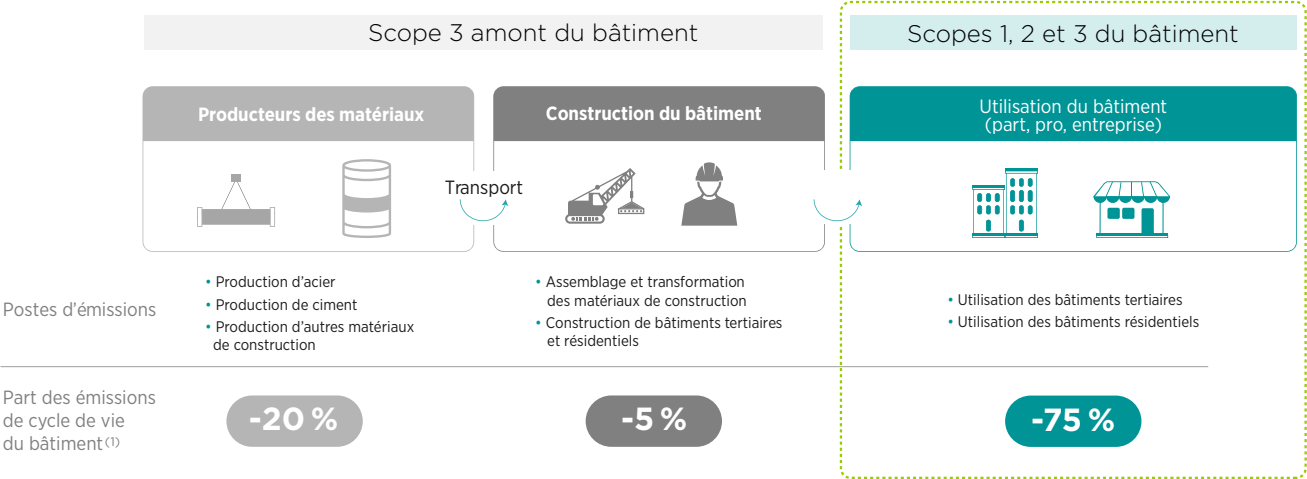 Scope 3 amont du bâtiment
Scopes 1, 2 et 3 du bâtiment
Producteurs des matériaux
Construction du bâtiment
Utilisation du bâtiment
(part, pro, entreprise)
Transport
Postes d’émissions
• Production d’acier
• Production de ciment
• Production d’autres matériaux
de construction
• Assemblage et transformation
des matériaux de construction
• Construction de bâtiments tertiaires
et résidentiels
• Utilisation des bâtiments tertiaires
• Utilisation des bâtiments résidentiels
Part des émissions
de cycle de vie
du bâtiment (1)
-20 %
-5 %
-75 %